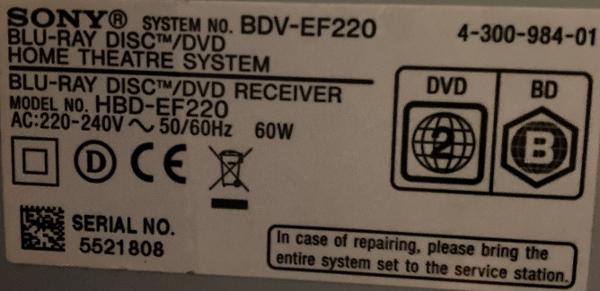 SONY® SYSTEM NO. BDV-EF220 4-300-984-01
BLU-RAY DISC™/DVD
HOME THEATRE SYSTEM
BLU-RAY DISC™/DVD RECEIVER
MODEL NO. HBD-EF220
AC:220-240V ~ 50/60Hz 60W
DVD BD
2 B
D CE
SERIAL NO.
5521808
In case of repairing, please bring the
entire system set to the service station.